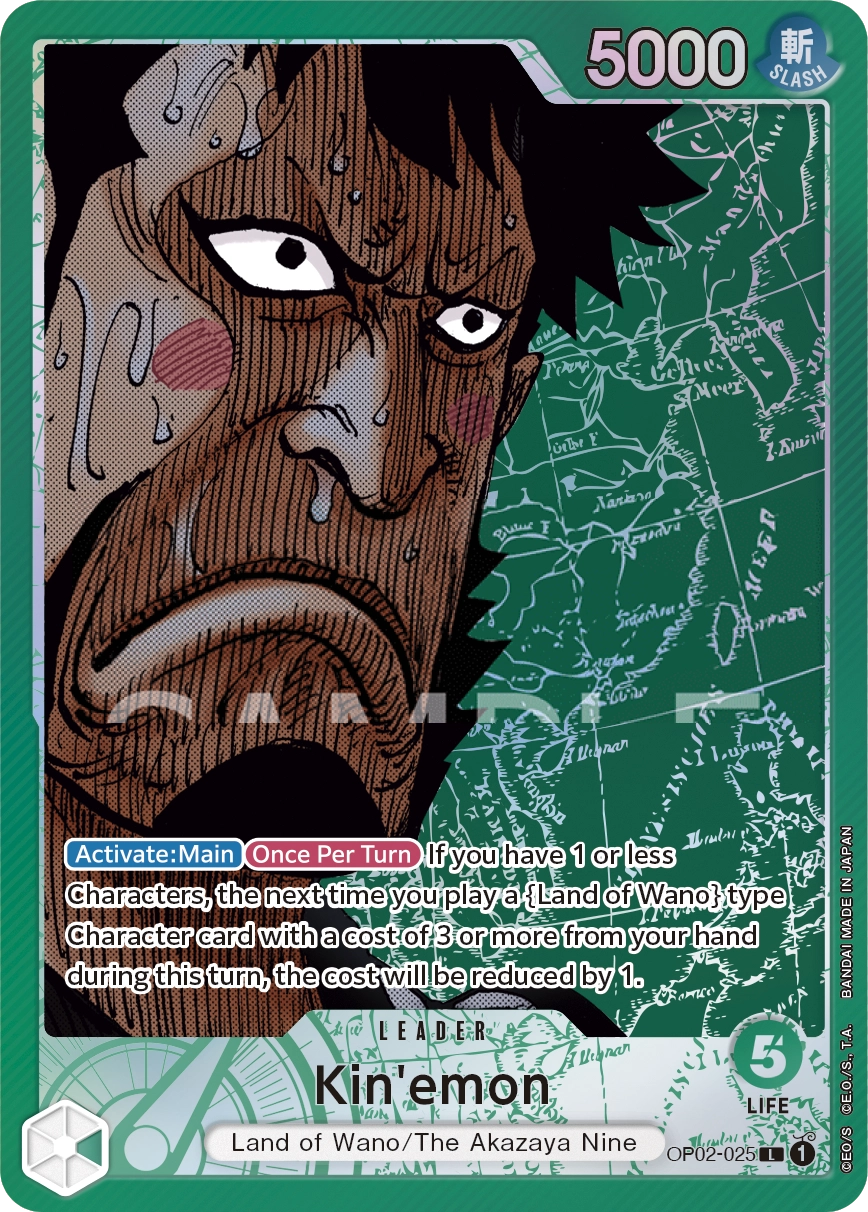 5000
斬
SLASH
SAMPLE
Activate:Main Once Per Turn If you have 1 or less
Characters, the next time you play a {Land of Wano} type
Character card with a cost of 3 or more from your hand
during this turn, the cost will be reduced by 1.
LEADER
Kin'emon
5
LIFE
Land of Wano/The Akazaya Nine
OP02-025 L 1
©EO/S ©E.O./S., T.A. BANDAI MADE IN JAPAN